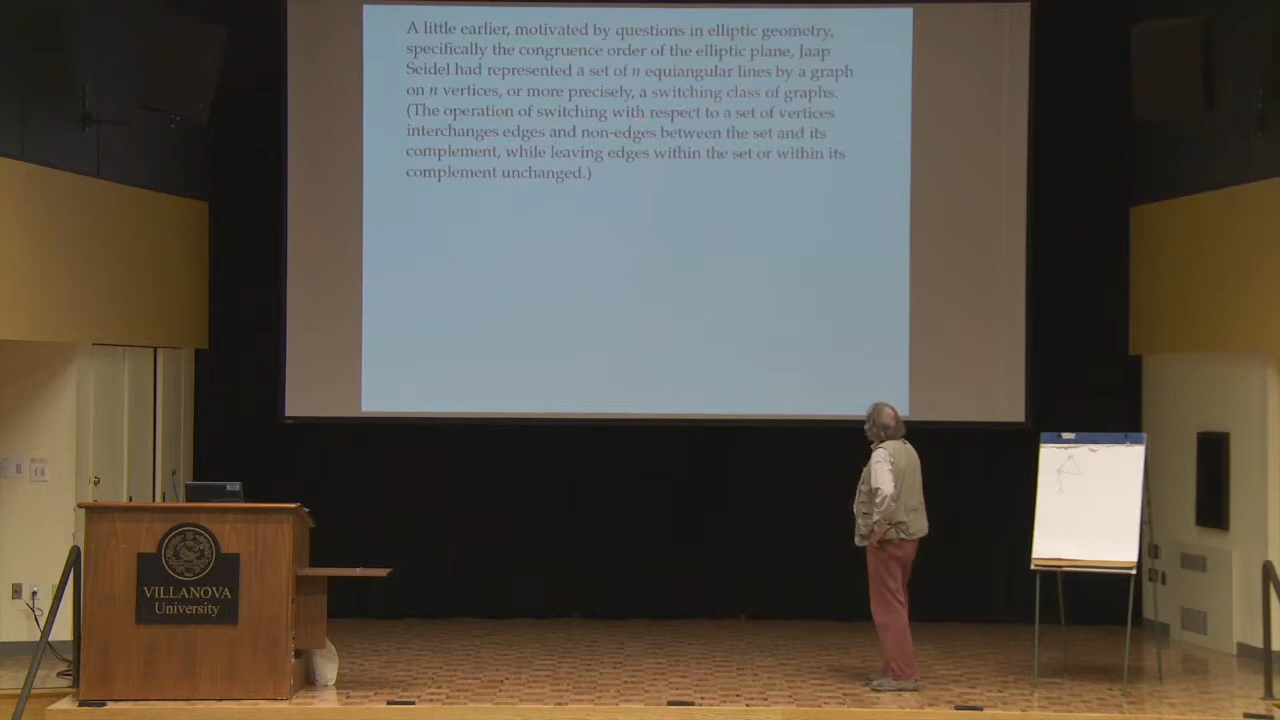 A little earlier, motivated by questions in elliptic geometry,
specifically the congruence order of the elliptic plane, Jaap
Seidel had represented a set of n equiangular lines by a graph
on n vertices, or more precisely, a switching class of graphs.
(The operation of switching with respect to a set of vertices
interchanges edges and non-edges between the set and its
complement, while leaving edges within the set or within its
complement unchanged.)
VILLANOVA
University